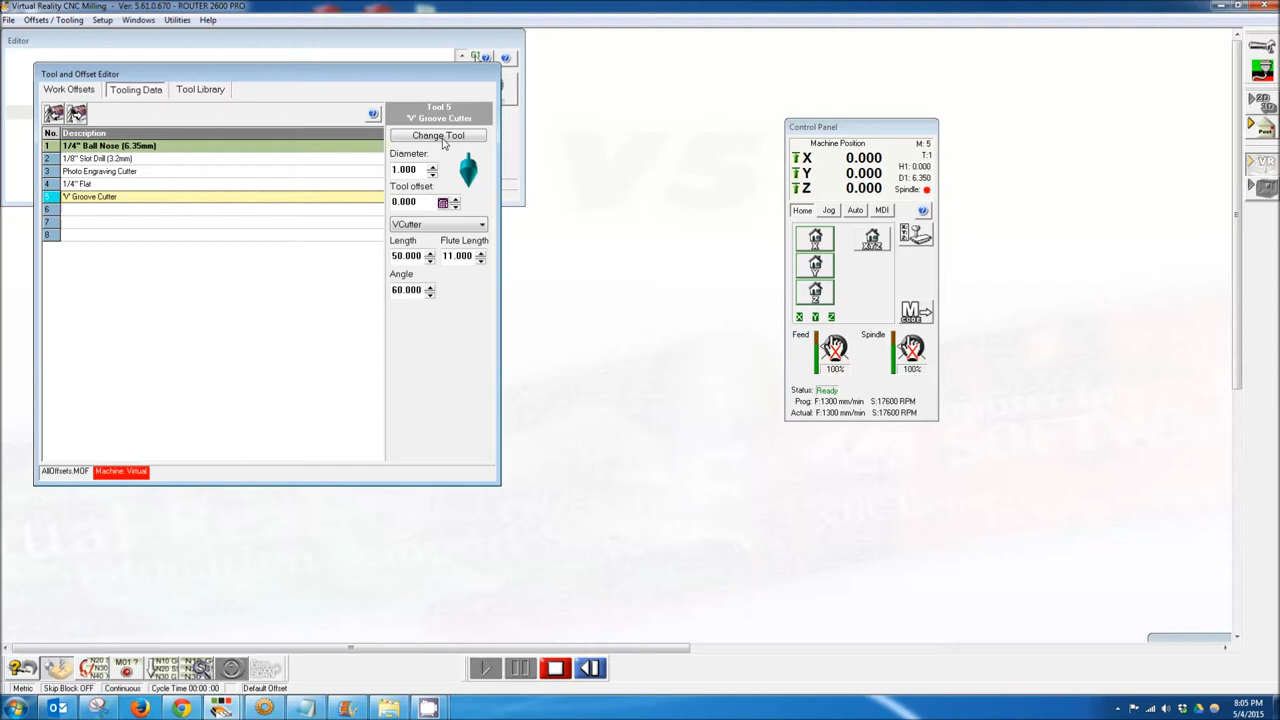 Virtual Reality CNC Milling - Ver: 5.61.0.670 - ROUTER 2600 PRO
File Offsets / Tooling Setup Windows Utilities Help
Editor
Tool and Offset Editor
Work Offsets Tooling Data Tool Library
No. Description
1 1/4" Ball Nose (6.35mm)
2 1/8" Slot Drill (3.2mm)
3 Photo Engraving Cutter
4 1/4" Flat
5 'V' Groove Cutter
6
7
8
Tool 5
'V' Groove Cutter
Change Tool
Diameter:
1.000
Tool offset:
0.000
VCutter
Length Flute Length
50.000 11.000
Angle
60.000
AllOffsets.MOF Machine: Virtual
Control Panel
Machine Position M: 5
X 0.000 T:1
Y 0.000 H1: 0.000
D1: 6.350
Z 0.000 Spindle:
Home Jog Auto MDI
X XYZ
Y
Z
M CODE
X Y Z
Feed Spindle
100% 100%
Status: Ready
Prog: F:1300 mm/min S:17600 RPM
Actual: F:1300 mm/min S:17600 RPM
2D
3D
Post
VR
M01 ?
Metric Skip Block OFF Continuous Cycle Time 00:00 :00 Default Offset
8:05 PM
5/4/2015